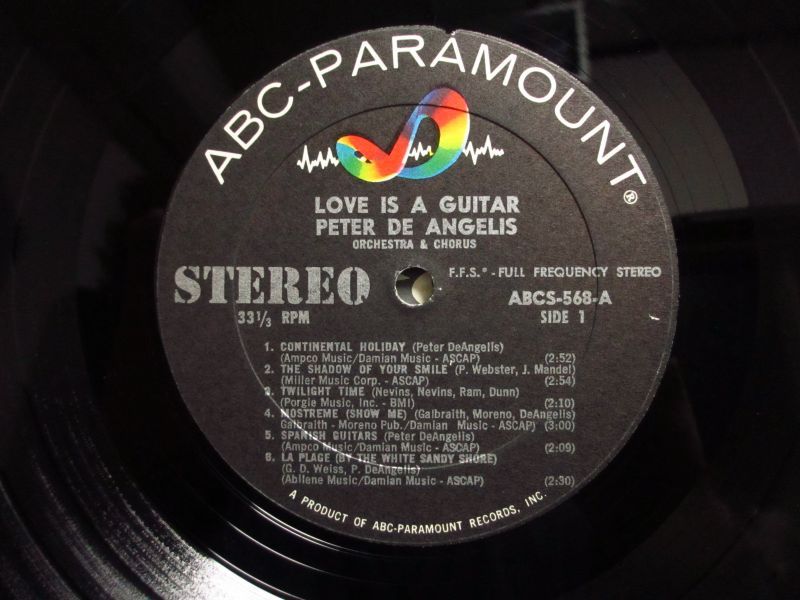 ABC-PARAMOUNT®
LOVE IS A GUITAR
PETER DE ANGELIS
ORCHESTRA & CHORUS
STEREO
F.F.S.® - FULL FREQUENCY STEREO
33 1/3 RPM
ABCS-568-A
SIDE 1
1. CONTINENTAL HOLIDAY (Peter DeAngelis)
(Ampco Music/Damian Music - ASCAP) (2:52)
2. THE SHADOW OF YOUR SMILE (P. Webster, J. Mandel)
(Miller Music Corp. - ASCAP) (2:54)
3. TWILIGHT TIME (Nevins, Nevins, Ram, Dunn)
(Porgie Music, Inc. - BMI) (2:10)
4. MOSTREME (SHOW ME) (Galbraith, Moreno, DeAngelis)
Galbraith - Moreno Pub./Damian Music - ASCAP) (3:00)
5. SPANISH GUITARS (Peter DeAngelis)
(Ampco Music/Damian Music - ASCAP) (2:09)
6. LA PLAGE (BY THE WHITE SANDY SHORE)
(G. D. Weiss, P. DeAngelis)
(Abilene Music/Damian Music - ASCAP) (2:30)
A PRODUCT OF ABC-PARAMOUNT RECORDS, INC.